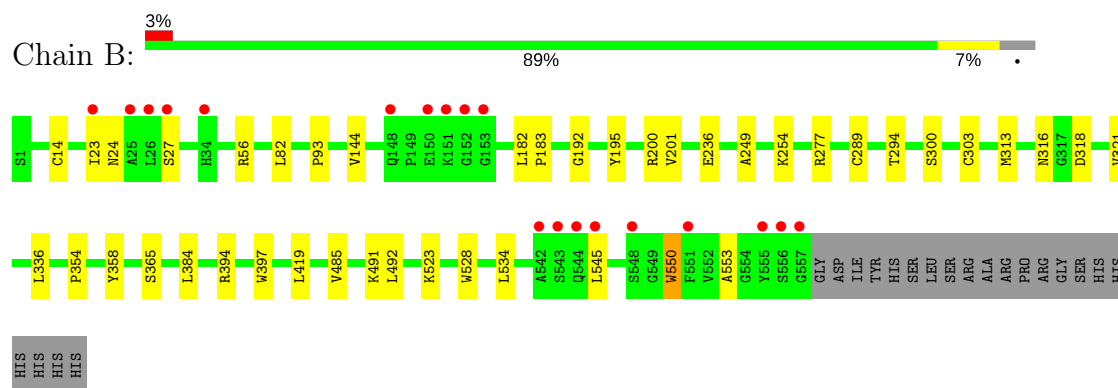 3%
Chain B:
89% 7% •
S1 C14 I23 N24 A25 L26 S27 H34 R56 L82 P93 V144 Q148 P149 E150 K151 G152 G153 L182 P183 G192 Y195 R200 V201 E236 A249 K254 R277 C289 T294 S300 C303 M313 N316 G317 D318
L336 P354 Y358 S365 L384 R394 W397 L419 V485 K491 L492 K523 W528 L534 A542 S543 Q544 L545 S548 G549 W550 F551 V552 A553 G554 Y555 S556 G557 GLY ASP ILE TYR HIS SER LEU SER ARG ALA ARG PRO ARG GLY SER HIS HIS
HIS HIS HIS HIS